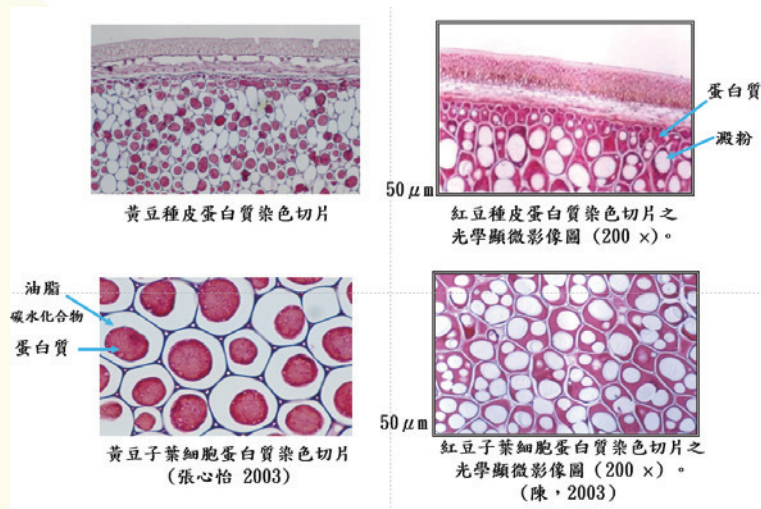 蛋白質
澱粉
50μm
黃豆種皮蛋白質染色切片
紅豆種皮蛋白質染色切片之
光學顯微影像圖 (200 ×)。
油脂
碳水化合物
蛋白質
50μm
黃豆子葉細胞蛋白質染色切片
(張心怡 2003)
紅豆子葉細胞蛋白質染色切片之
光學顯微影像圖 (200 ×) 。
(陳，2003)